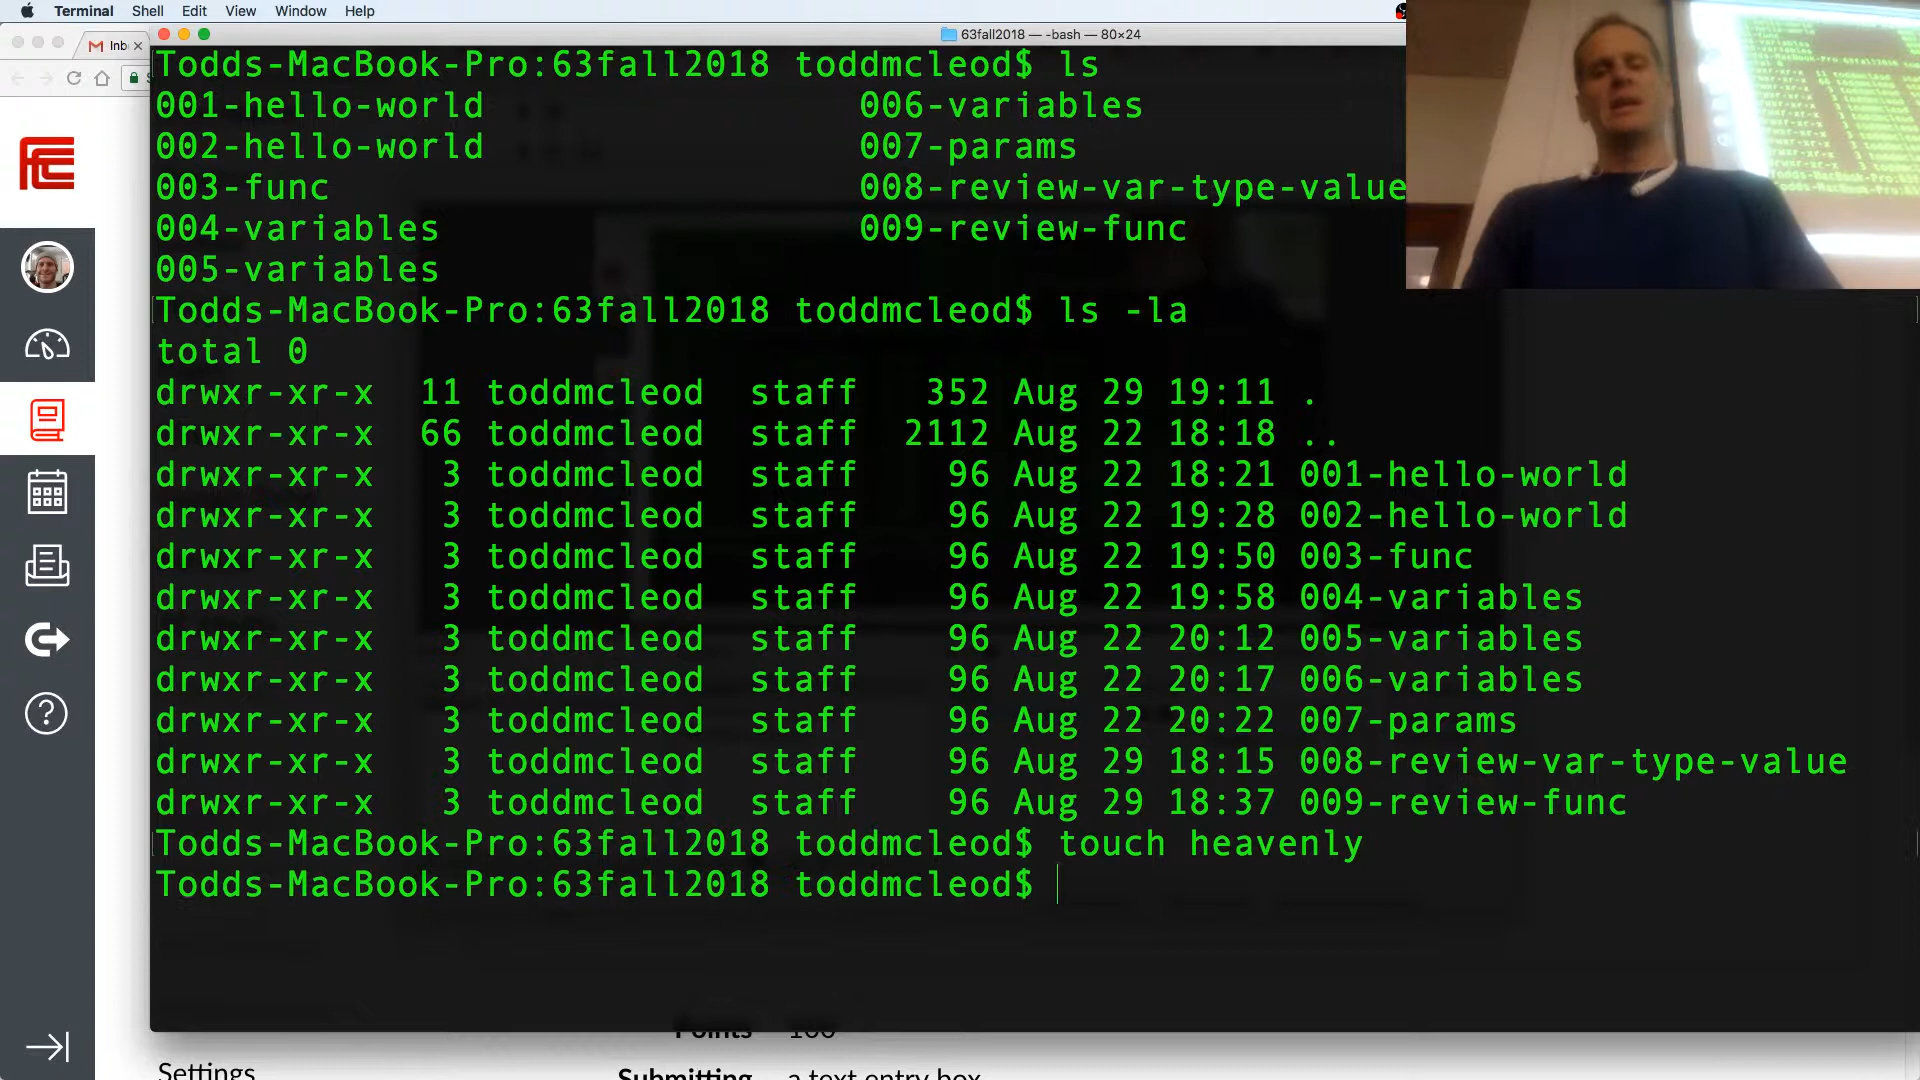 Terminal Shell Edit View Window Help
63fall2018 — -bash — 80×24
Inb
Todds-MacBook-Pro:63fall2018 toddmcleod$ ls
001-hello-world 006-variables
002-hello-world 007-params
003-func 008-review-var-type-value
004-variables 009-review-func
005-variables
Todds-MacBook-Pro:63fall2018 toddmcleod$ ls -la
total 0
drwxr-xr-x 11 toddmcleod staff 352 Aug 29 19:11 .
drwxr-xr-x 66 toddmcleod staff 2112 Aug 22 18:18 ..
drwxr-xr-x 3 toddmcleod staff 96 Aug 22 18:21 001-hello-world
drwxr-xr-x 3 toddmcleod staff 96 Aug 22 19:28 002-hello-world
drwxr-xr-x 3 toddmcleod staff 96 Aug 22 19:50 003-func
drwxr-xr-x 3 toddmcleod staff 96 Aug 22 19:58 004-variables
drwxr-xr-x 3 toddmcleod staff 96 Aug 22 20:12 005-variables
drwxr-xr-x 3 toddmcleod staff 96 Aug 22 20:17 006-variables
drwxr-xr-x 3 toddmcleod staff 96 Aug 22 20:22 007-params
drwxr-xr-x 3 toddmcleod staff 96 Aug 29 18:15 008-review-var-type-value
drwxr-xr-x 3 toddmcleod staff 96 Aug 29 18:37 009-review-func
Todds-MacBook-Pro:63fall2018 toddmcleod$ touch heavenly
Todds-MacBook-Pro:63fall2018 toddmcleod$
Points 100
Settings
Submitting a text entry box